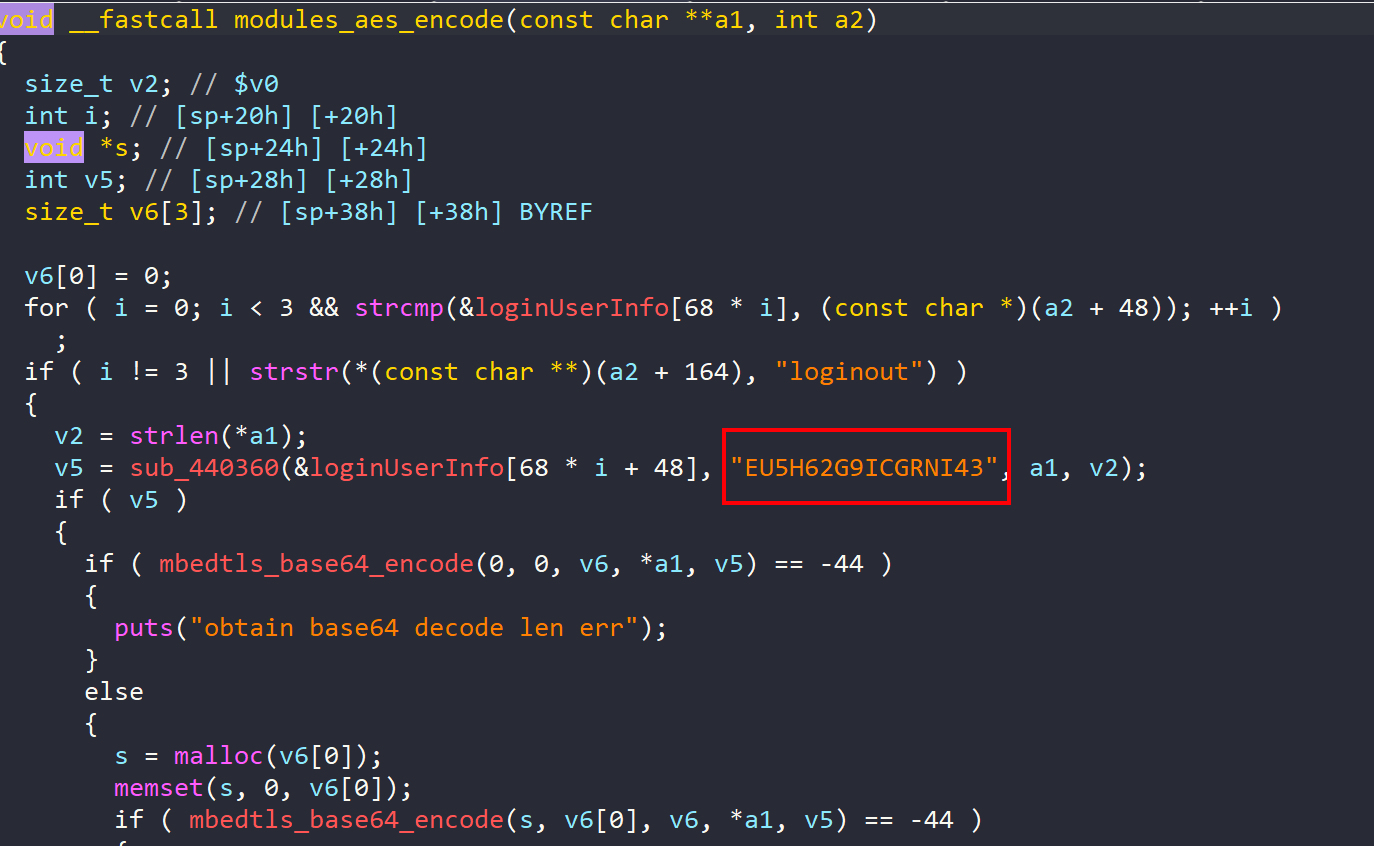 void __fastcall modules_aes_encode(const char **a1, int a2)
{
size_t v2; // $v0
int i; // [sp+20h] [+20h]
void *s; // [sp+24h] [+24h]
int v5; // [sp+28h] [+28h]
size_t v6[3]; // [sp+38h] [+38h] BYREF
v6[0] = 0;
for ( i = 0; i < 3 && strcmp(&loginUserInfo[68 * i], (const char *)(a2 + 48)); ++i )
;
if ( i != 3 || strstr(*(const char **)(a2 + 164), "loginout") )
{
v2 = strlen(*a1);
v5 = sub_440360(&loginUserInfo[68 * i + 48], "EU5H62G9ICGRNI43", a1, v2);
if ( v5 )
{
if ( mbedtls_base64_encode(0, 0, v6, *a1, v5) == -44 )
{
puts("obtain base64 decode len err");
}
else
{
s = malloc(v6[0]);
memset(s, 0, v6[0]);
if ( mbedtls_base64_encode(s, v6[0], v6, *a1, v5) == -44 )